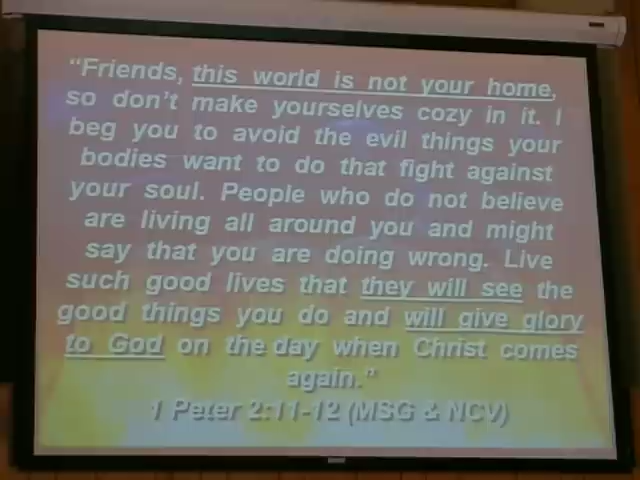 “Friends, this world is not your home,
so don't make yourselves cozy in it. I
beg you to avoid the evil things your
bodies want to do that fight against
your soul. People who do not believe
are living all around you and might
say that you are doing wrong. Live
such good lives that they will see the
good things you do and will give glory
to God on the day when Christ comes
again.”
1 Peter 2:11-12 (MSG & NCV)